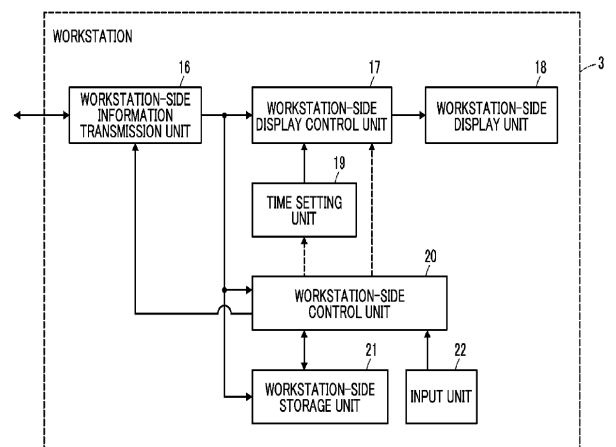 WORKSTATION
3
16
WORKSTATION-SIDE
INFORMATION
TRANSMISSION UNIT
17
WORKSTATION-SIDE
DISPLAY CONTROL UNIT
18
WORKSTATION-SIDE
DISPLAY UNIT
19
TIME SETTING
UNIT
20
WORKSTATION-SIDE
CONTROL UNIT
21
WORKSTATION-SIDE
STORAGE UNIT
22
INPUT UNIT